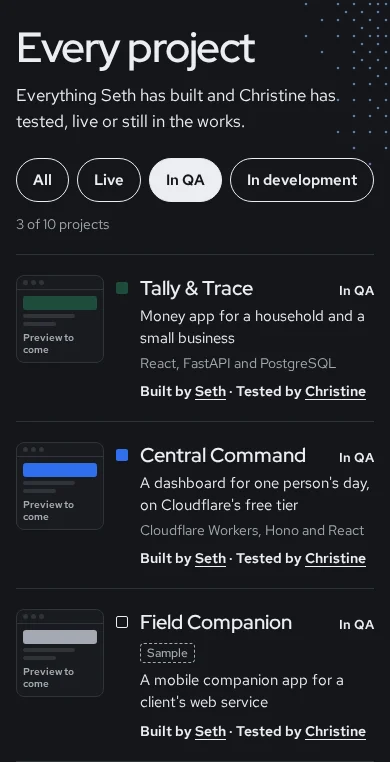 Every project
Everything Seth has built and Christine has
tested, live or still in the works.
All
Live
In QA
In development
3 of 10 projects
Preview to
come
Tally & Trace
In QA
Money app for a household and a
small business
React, FastAPI and PostgreSQL
Built by Seth · Tested by Christine
Preview to
come
Central Command
In QA
A dashboard for one person's day,
on Cloudflare's free tier
Cloudflare Workers, Hono and React
Built by Seth · Tested by Christine
Preview to
come
Field Companion
In QA
Sample
A mobile companion app for a
client's web service
Built by Seth · Tested by Christine